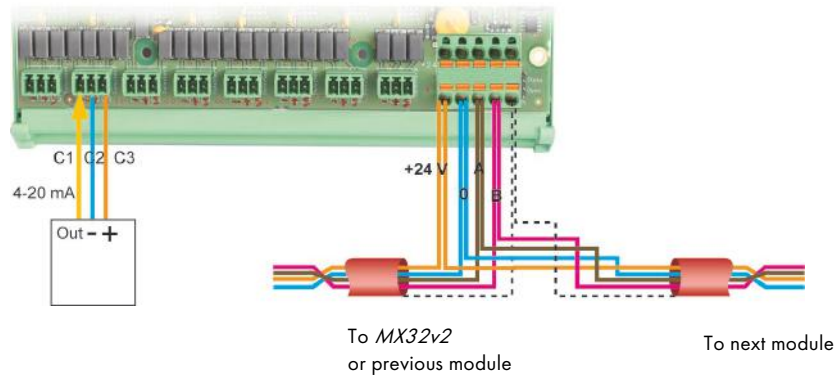 C1 C2 C3
4-20 mA
Out - +
+24 V
0
A
B
To MX32v2
or previous module
To next module